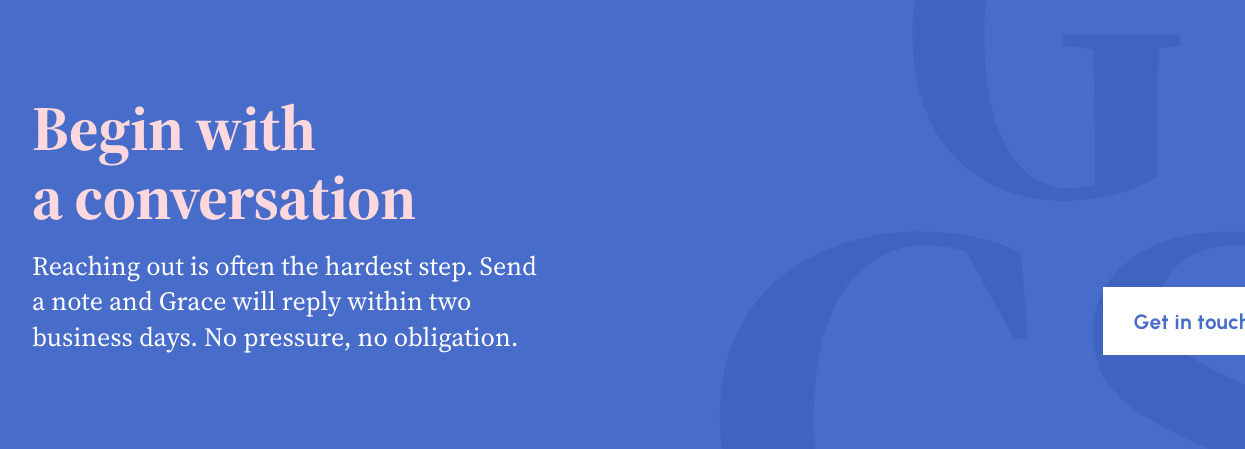 G
CS
Begin with
a conversation
Reaching out is often the hardest step. Send
a note and Grace will reply within two
business days. No pressure, no obligation.
Get in touch